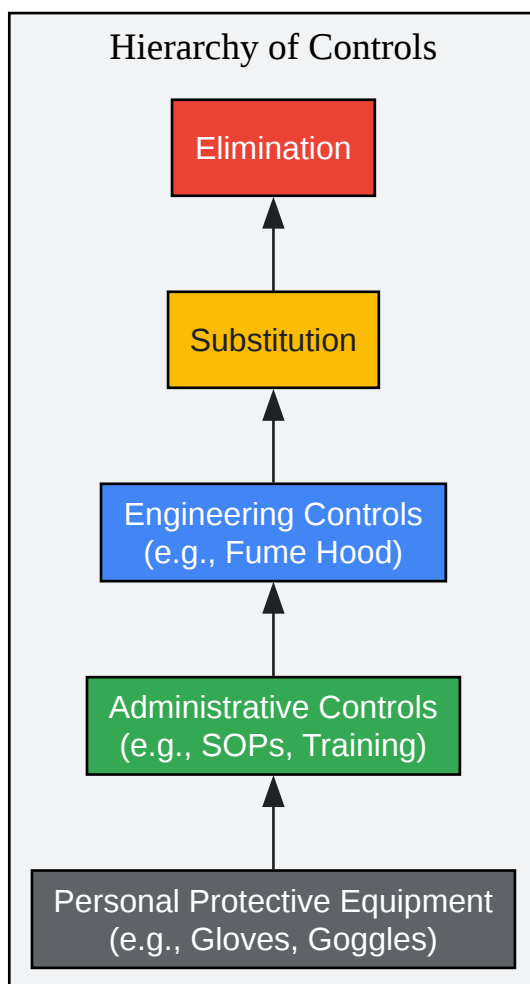 Hierarchy of Controls
Elimination
Substitution
Engineering Controls
(e.g., Fume Hood)
Administrative Controls
(e.g., SOPs, Training)
Personal Protective Equipment
(e.g., Gloves, Goggles)